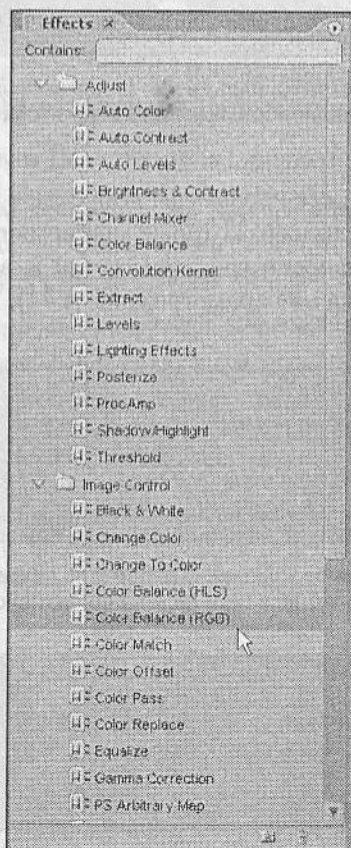 Effects
Contains:
Adjust
Auto Color
Auto Contrast
Auto Levels
Brightness & Contrast
Channel Mixer
Color Balance
Convolution Kernel
Extract
Levels
Lighting Effects
Posterize
ProcAmp
Shadow/Highlight
Threshold
Image Control
Black & White
Change Color
Change To Color
Color Balance (HLS)
Color Balance (RGB)
Color Match
Color Offset
Color Pass
Color Replace
Equalize
Gamma Correction
PS Arbitrary Map